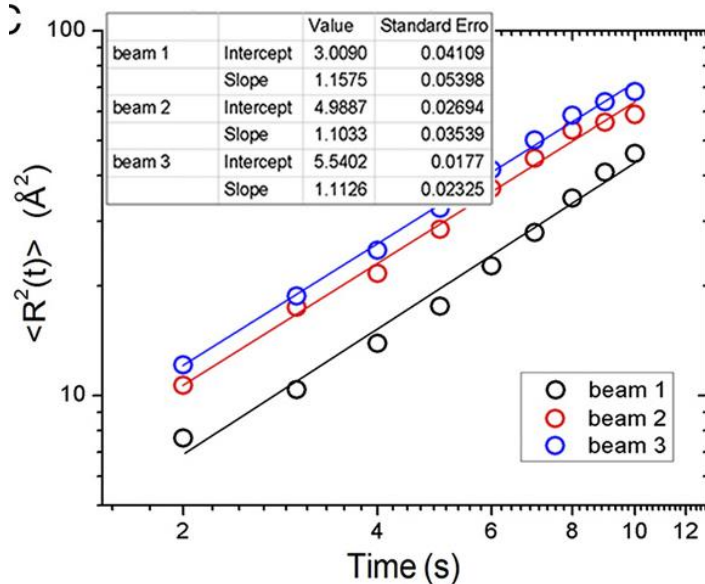 100
Value Standard Erro
beam 1 Intercept 3.0090 0.04109
Slope 1.1575 0.05398
beam 2 Intercept 4.9887 0.02694
Slope 1.1033 0.03539
beam 3 Intercept 5.5402 0.0177
Slope 1.1126 0.02325
<R²(t)> (Å²)
10
beam 1
beam 2
beam 3
2 4 6 8 10 12
Time (s)